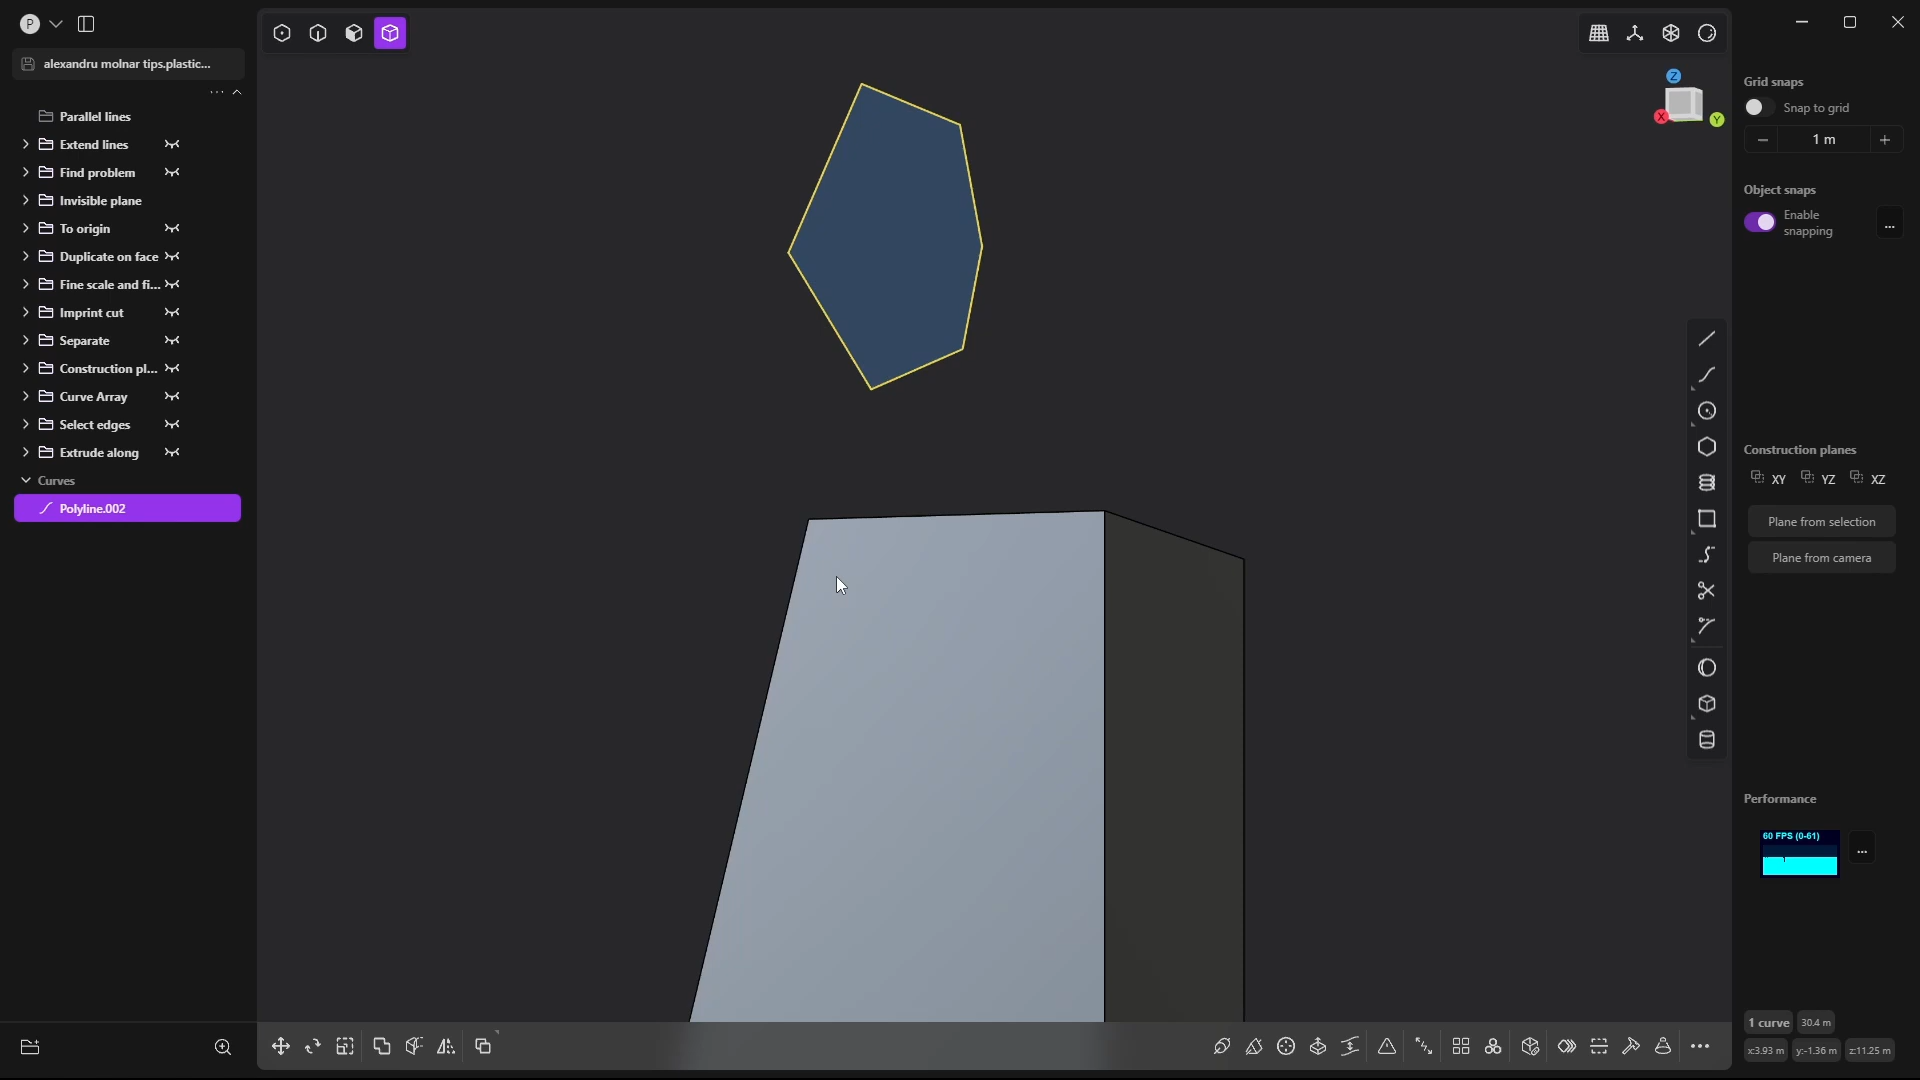 P
alexandru molnar tips.plastic...
Parallel lines
Extend lines
Find problem
Invisible plane
To origin
Duplicate on face
Fine scale and fi...
Imprint cut
Separate
Construction pl...
Curve Array
Select edges
Extrude along
Curves
Polyline.002
Z
X
Y
Grid snaps
Snap to grid
1 m
Object snaps
Enable
snapping
...
Construction planes
XY YZ XZ
Plane from selection
Plane from camera
Performance
60 FPS (0-61)
...
1 curve 30.4 m
x:3.93 m y:-1.36 m z:11.25 m